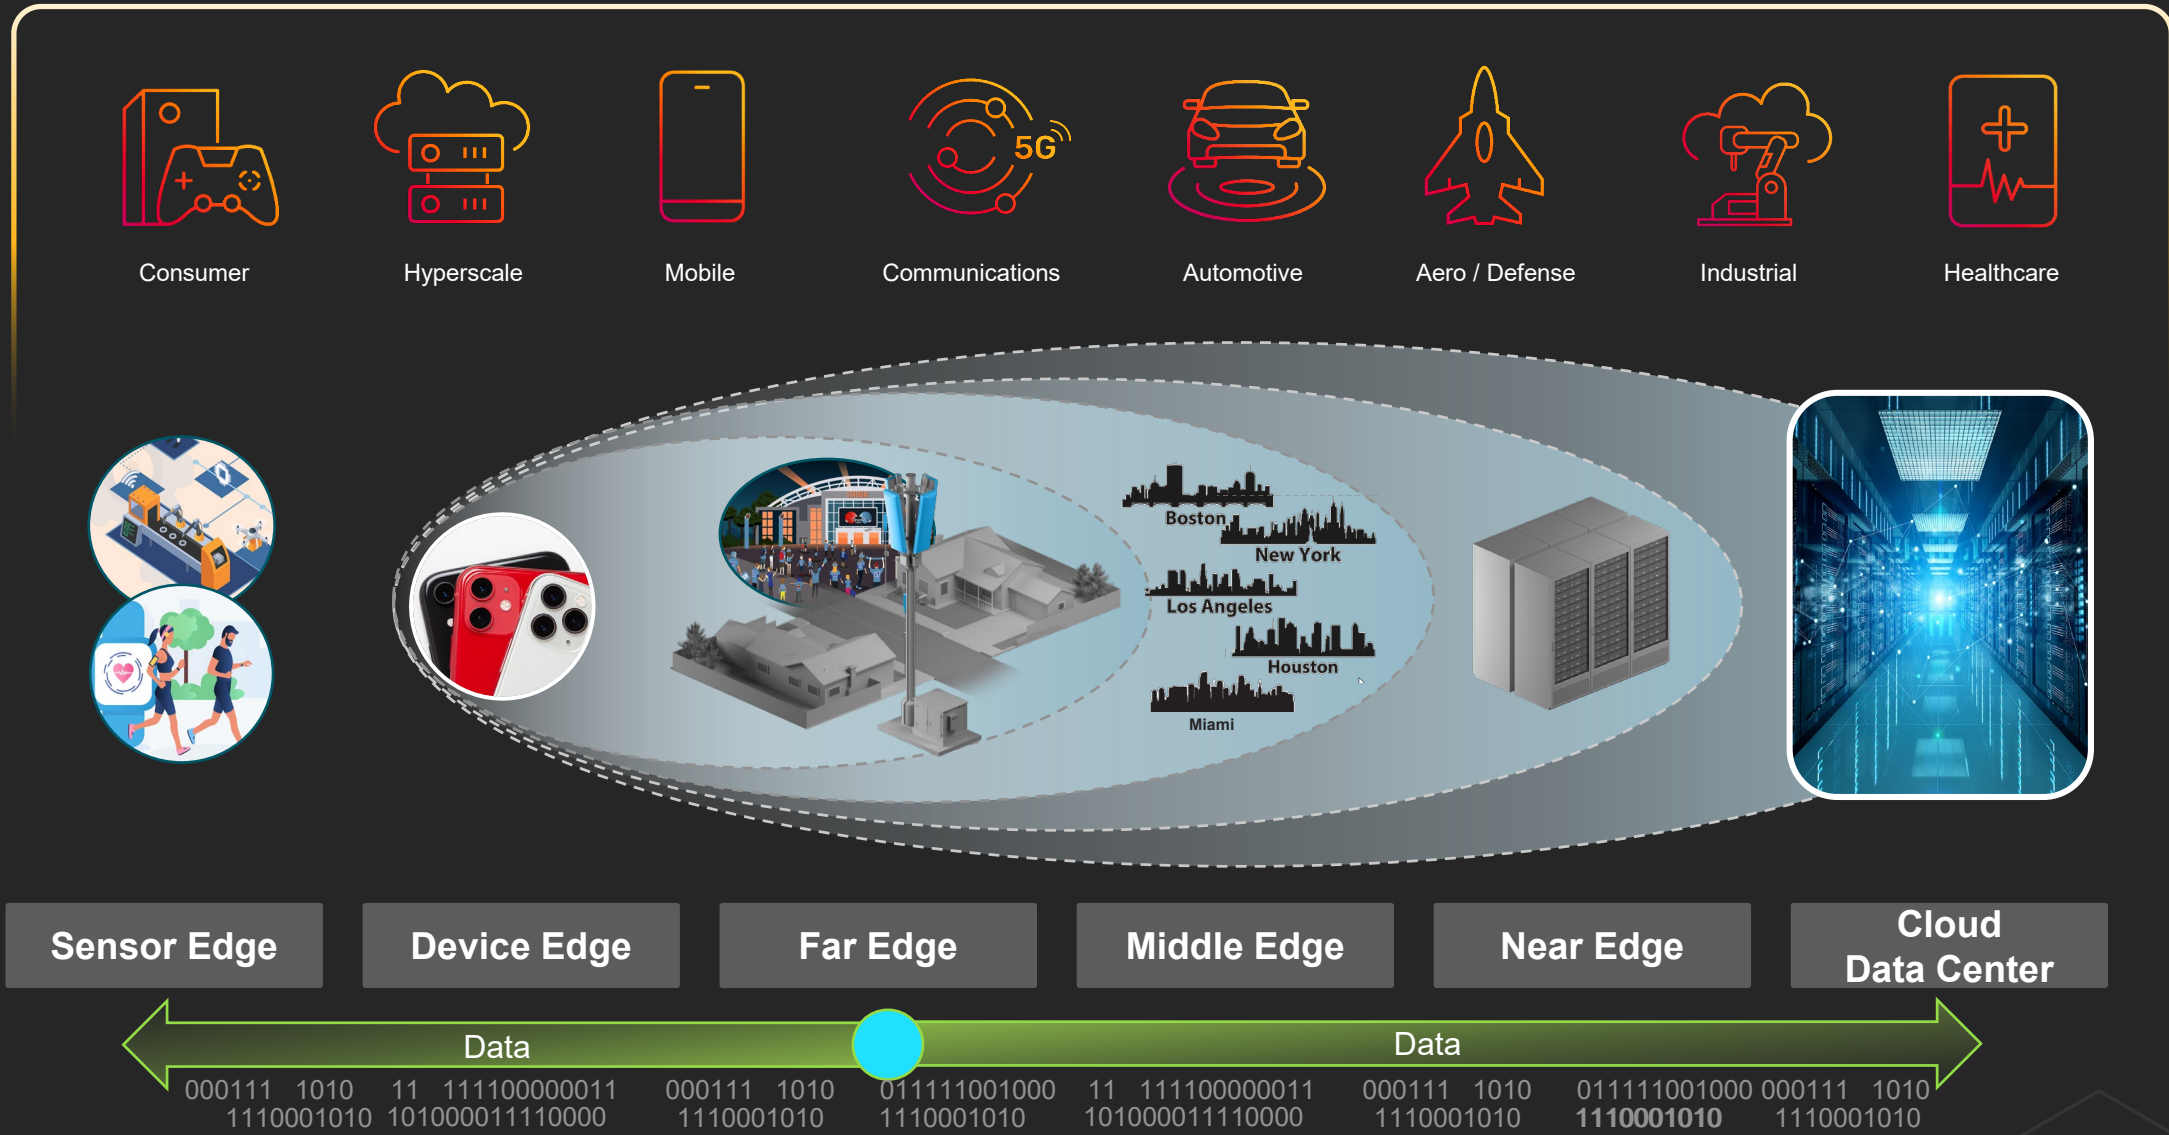 5G
Consumer
Hyperscale
Mobile
Communications
Automotive
Aero / Defense
Industrial
Healthcare
Boston
New York
Los Angeles
Houston
Miami
Sensor Edge
Device Edge
Far Edge
Middle Edge
Near Edge
Cloud
Data Center
Data
Data
000111 1010 11 111100000011 000111 1010 011111001000 11 111100000011 000111 1010 011111001000 000111 1010
1110001010 101000011110000 1110001010 1110001010 101000011110000 1110001010 1110001010 1110001010